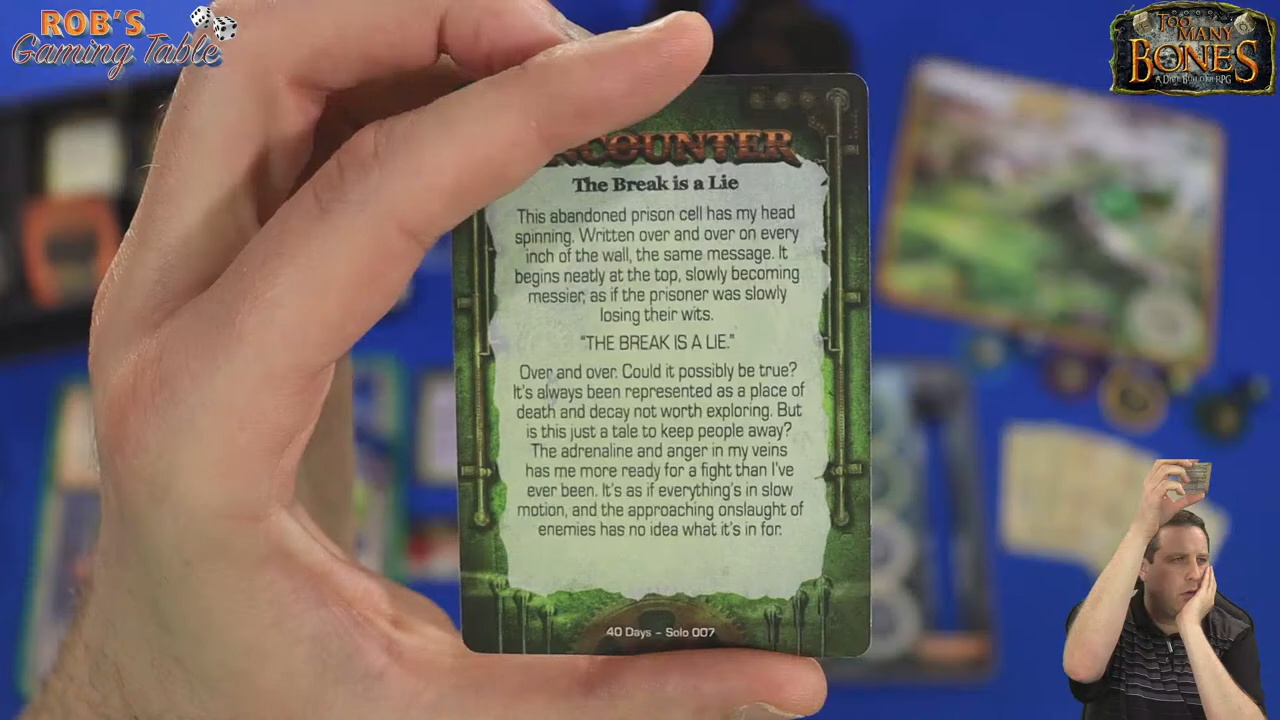 ROB'S
Gaming Table
TOO
MANY
BONES
A DICE BUILDER RPG
NCOUNTER
The Break is a Lie
This abandoned prison cell has my head
spinning. Written over and over on every
inch of the wall, the same message. It
begins neatly at the top, slowly becoming
messier, as if the prisoner was slowly
losing their wits.
“THE BREAK IS A LIE.”
Over and over. Could it possibly be true?
It's always been represented as a place of
death and decay not worth exploring. But
is this just a tale to keep people away?
The adrenaline and anger in my veins
has me more ready for a fight than I've
ever been. It's as if everything's in slow
motion, and the approaching onslaught of
enemies has no idea what it's in for.
40 Days – Solo 007